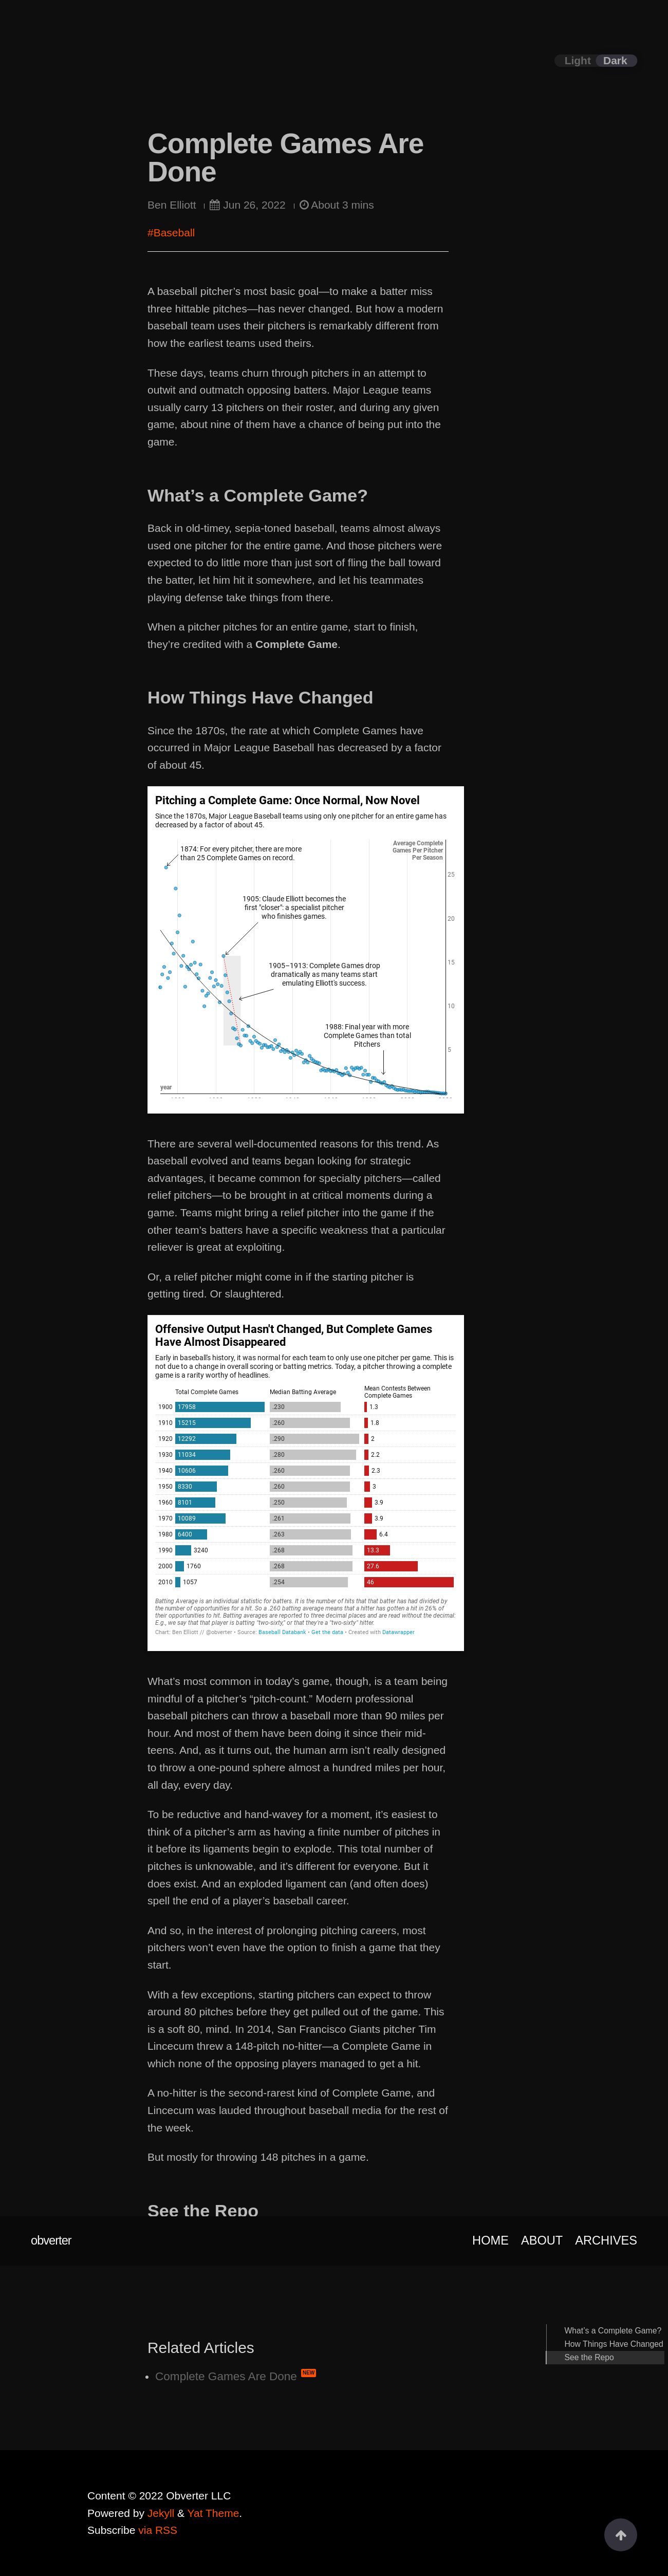 Light Dark
Complete Games Are
Done
Ben Elliott Jun 26, 2022 About 3 mins
#Baseball
A baseball pitcher’s most basic goal—to make a batter miss
three hittable pitches—has never changed. But how a modern
baseball team uses their pitchers is remarkably different from
how the earliest teams used theirs.
These days, teams churn through pitchers in an attempt to
outwit and outmatch opposing batters. Major League teams
usually carry 13 pitchers on their roster, and during any given
game, about nine of them have a chance of being put into the
game.
What’s a Complete Game?
Back in old-timey, sepia-toned baseball, teams almost always
used one pitcher for the entire game. And those pitchers were
expected to do little more than just sort of fling the ball toward
the batter, let him hit it somewhere, and let his teammates
playing defense take things from there.
When a pitcher pitches for an entire game, start to finish,
they’re credited with a Complete Game.
How Things Have Changed
Since the 1870s, the rate at which Complete Games have
occurred in Major League Baseball has decreased by a factor
of about 45.
Pitching a Complete Game: Once Normal, Now Novel
Since the 1870s, Major League Baseball teams using only one pitcher for an entire game has
decreased by a factor of about 45.
Average Complete
Games Per Pitcher
Per Season
1874: For every pitcher, there are more
than 25 Complete Games on record.
25
1905: Claude Elliott becomes the
first "closer": a specialist pitcher
who finishes games.
20
1905–1913: Complete Games drop
dramatically as many teams start
emulating Elliott's success.
15
10
1988: Final year with more
Complete Games than total
Pitchers
5
year
There are several well-documented reasons for this trend. As
baseball evolved and teams began looking for strategic
advantages, it became common for specialty pitchers—called
relief pitchers—to be brought in at critical moments during a
game. Teams might bring a relief pitcher into the game if the
other team’s batters have a specific weakness that a particular
reliever is great at exploiting.
Or, a relief pitcher might come in if the starting pitcher is
getting tired. Or slaughtered.
Offensive Output Hasn't Changed, But Complete Games
Have Almost Disappeared
Early in baseball's history, it was normal for each team to only use one pitcher per game. This is
not due to a change in overall scoring or batting metrics. Today, a pitcher throwing a complete
game is a rarity worthy of headlines.
Total Complete Games Median Batting Average Mean Contests Between
Complete Games
1900 17958 .230 1.3
1910 15215 .260 1.8
1920 12292 .290 2
1930 11034 .280 2.2
1940 10606 .260 2.3
1950 8330 .260 3
1960 8101 .250 3.9
1970 10089 .261 3.9
1980 6400 .263 6.4
1990 3240 .268 13.3
2000 1760 .268 27.6
2010 1057 .254 46
Batting Average is an individual statistic for batters. It is the number of hits that that batter has had divided by
the number of opportunities for a hit. So a .260 batting average means that a hitter has gotten a hit in 26% of
their opportunities to hit. Batting averages are reported to three decimal places and are read without the decimal:
E.g., we say that that player is batting "two-sixty," or that they're a "two-sixty" hitter.
Chart: Ben Elliott // @obverter • Source: Baseball Databank • Get the data • Created with Datawrapper
What’s most common in today’s game, though, is a team being
mindful of a pitcher’s “pitch-count.” Modern professional
baseball pitchers can throw a baseball more than 90 miles per
hour. And most of them have been doing it since their mid-
teens. And, as it turns out, the human arm isn’t really designed
to throw a one-pound sphere almost a hundred miles per hour,
all day, every day.
To be reductive and hand-wavey for a moment, it’s easiest to
think of a pitcher’s arm as having a finite number of pitches in
it before its ligaments begin to explode. This total number of
pitches is unknowable, and it’s different for everyone. But it
does exist. And an exploded ligament can (and often does)
spell the end of a player’s baseball career.
And so, in the interest of prolonging pitching careers, most
pitchers won’t even have the option to finish a game that they
start.
With a few exceptions, starting pitchers can expect to throw
around 80 pitches before they get pulled out of the game. This
is a soft 80, mind. In 2014, San Francisco Giants pitcher Tim
Lincecum threw a 148-pitch no-hitter—a Complete Game in
which none of the opposing players managed to get a hit.
A no-hitter is the second-rarest kind of Complete Game, and
Lincecum was lauded throughout baseball media for the rest of
the week.
But mostly for throwing 148 pitches in a game.
See the Repo
obverter HOME ABOUT ARCHIVES
What’s a Complete Game?
How Things Have Changed
See the Repo
Related Articles
Complete Games Are Done NEW
Content © 2022 Obverter LLC
Powered by Jekyll & Yat Theme.
Subscribe via RSS